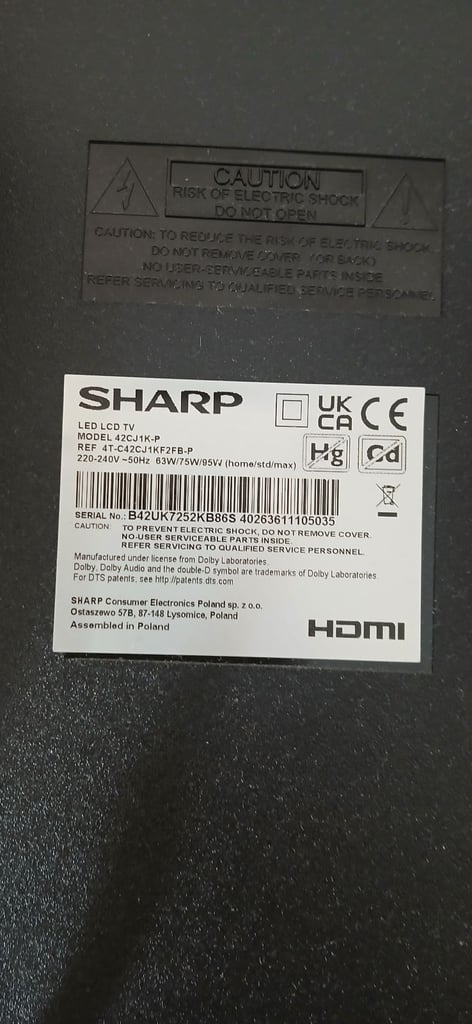 CAUTION
RISK OF ELECTRIC SHOCK
DO NOT OPEN
CAUTION: TO REDUCE THE RISK OF ELECTRIC SHOCK,
DO NOT REMOVE COVER (OR BACK)
NO USER-SERVICEABLE PARTS INSIDE
REFER SERVICING TO QUALIFIED SERVICE PERSONNEL
SHARP
UK
CA
CE
LED LCD TV
MODEL 42CJ1K-P
REF 4T-C42CJ1KF2FB-P
220-240V ~50Hz 63W/75W/95W (home/std/max)
Hg
Cd
SERIAL No.: B42UK7252KB86S 40263611105035
CAUTION TO PREVENT ELECTRIC SHOCK, DO NOT REMOVE COVER.
NO-USER SERVICEABLE PARTS INSIDE.
REFER SERVICING TO QUALIFIED SERVICE PERSONNEL.
Manufactured under license from Dolby Laboratories.
Dolby, Dolby Audio and the double-D symbol are trademarks of Dolby Laboratories.
For DTS patents, see http://patents.dts.com
SHARP Consumer Electronics Poland sp. z o.o.
Ostaszewo 57B, 87-148 Lysomice, Poland
Assembled in Poland
HDMI